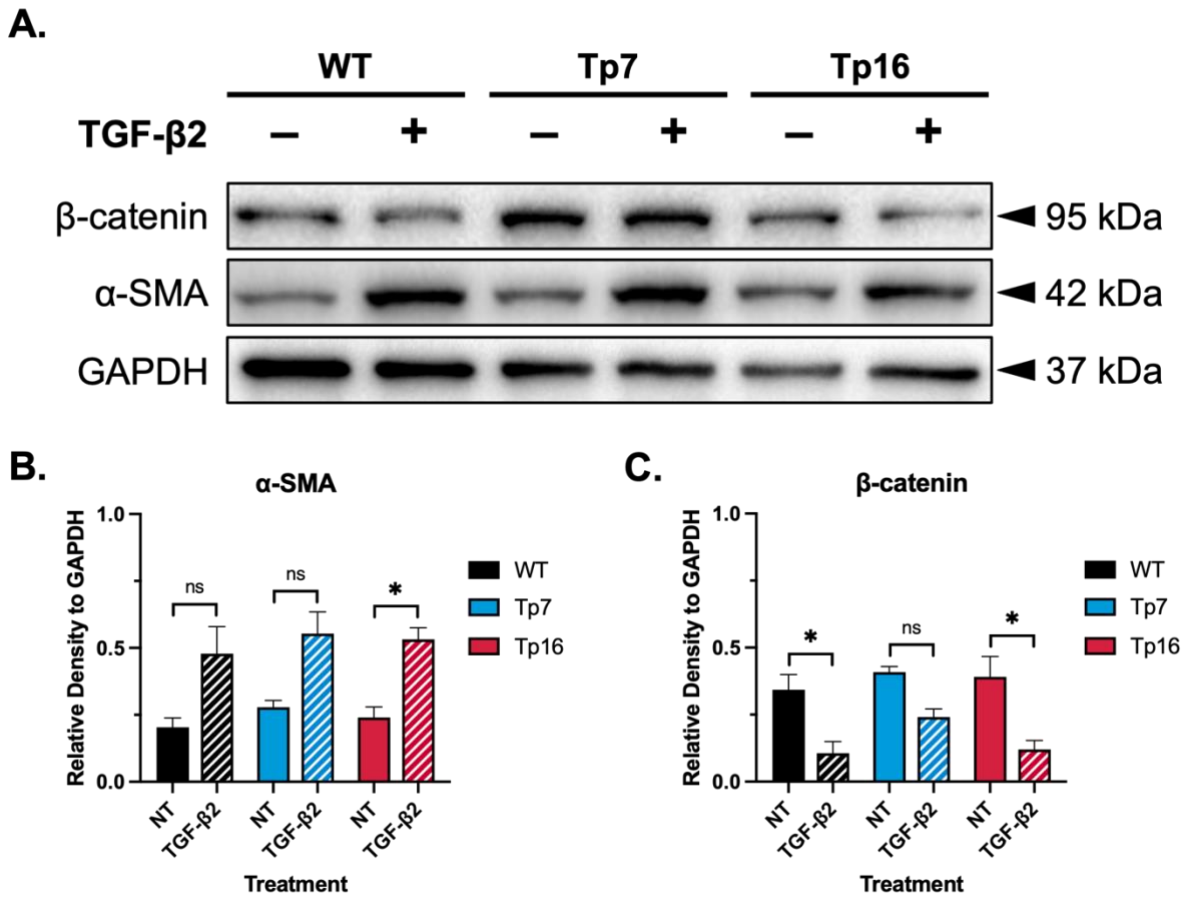 A.
WT Tp7 Tp16
TGF-β2 – + – + – +
β-catenin 95 kDa
α-SMA 42 kDa
GAPDH 37 kDa
B.
α-SMA
Relative Density to GAPDH
1.0
0.5
0.0
ns
ns
*
NT
TGF-β2
NT
TGF-β2
NT
TGF-β2
Treatment
WT
Tp7
Tp16
C.
β-catenin
Relative Density to GAPDH
1.0
0.5
0.0
*
ns
*
NT
TGF-β2
NT
TGF-β2
NT
TGF-β2
Treatment
WT
Tp7
Tp16